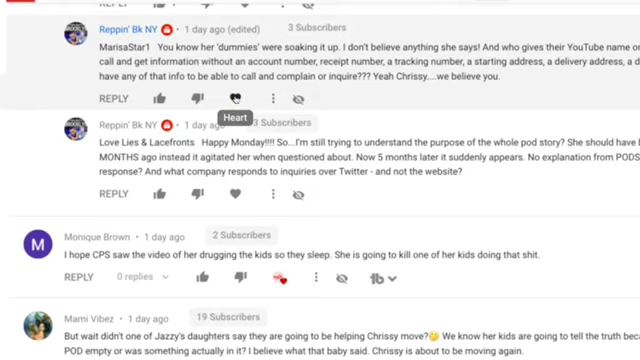 Reppin' Bk NY • 1 day ago (edited) 3 Subscribers
MarisaStar1 You know her 'dummies' were soaking it up. I don't believe anything she says! And who gives their YouTube name or
call and get information without an account number, receipt number, a tracking number, a starting address, a delivery address, a d
have any of that info to be able to call and complain or inquire??? Yeah Chrissy....we believe you.
REPLY
Heart
Reppin' Bk NY • 1 day ago 3 Subscribers
Love Lies & Lacefronts Happy Monday!!!! So...I'm still trying to understand the purpose of the whole pod story? She should have b
MONTHS ago instead it agitated her when questioned about. Now 5 months later it suddenly appears. No explanation from PODS
response? And what company responds to inquiries over Twitter - and not the website?
REPLY
M
Monique Brown • 1 day ago 2 Subscribers
I hope CPS saw the video of her drugging the kids so they sleep. She is going to kill one of her kids doing that shit.
REPLY 0 replies
Mami Vibez • 1 day ago 19 Subscribers
But wait didn't one of Jazzy's daughters say they are going to be helping Chrissy move?🤔 We know her kids are going to tell the truth beca
POD empty or was something actually in it? I believe what that baby said. Chrissy is about to be moving again.